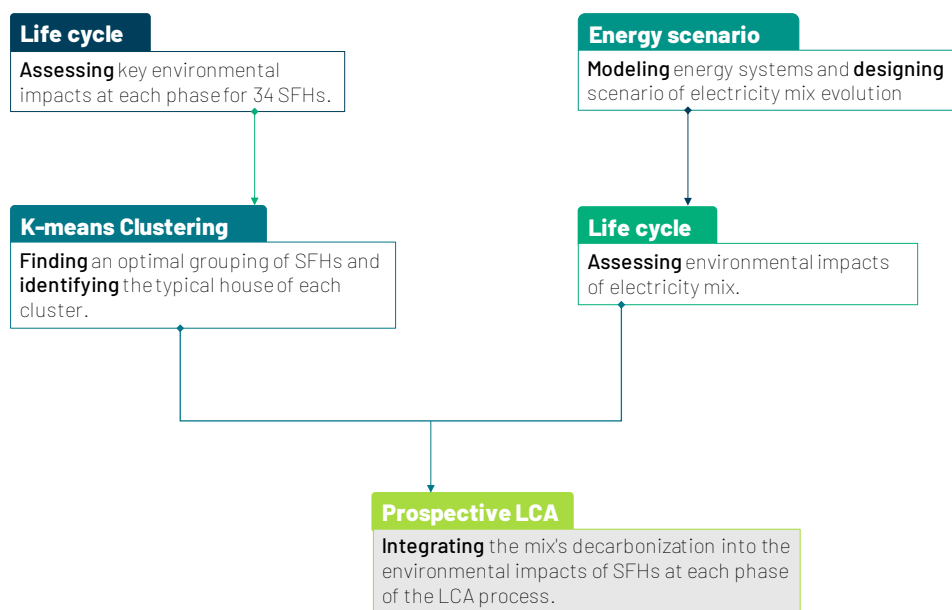 Life cycle
Assessing key environmental
impacts at each phase for 34 SFHs.
Energy scenario
Modeling energy systems and designing
scenario of electricity mix evolution
K-means Clustering
Finding an optimal grouping of SFHs and
identifying the typical house of each
cluster.
Life cycle
Assessing environmental impacts
of electricity mix.
Prospective LCA
Integrating the mix's decarbonization into the
environmental impacts of SFHs at each phase
of the LCA process.